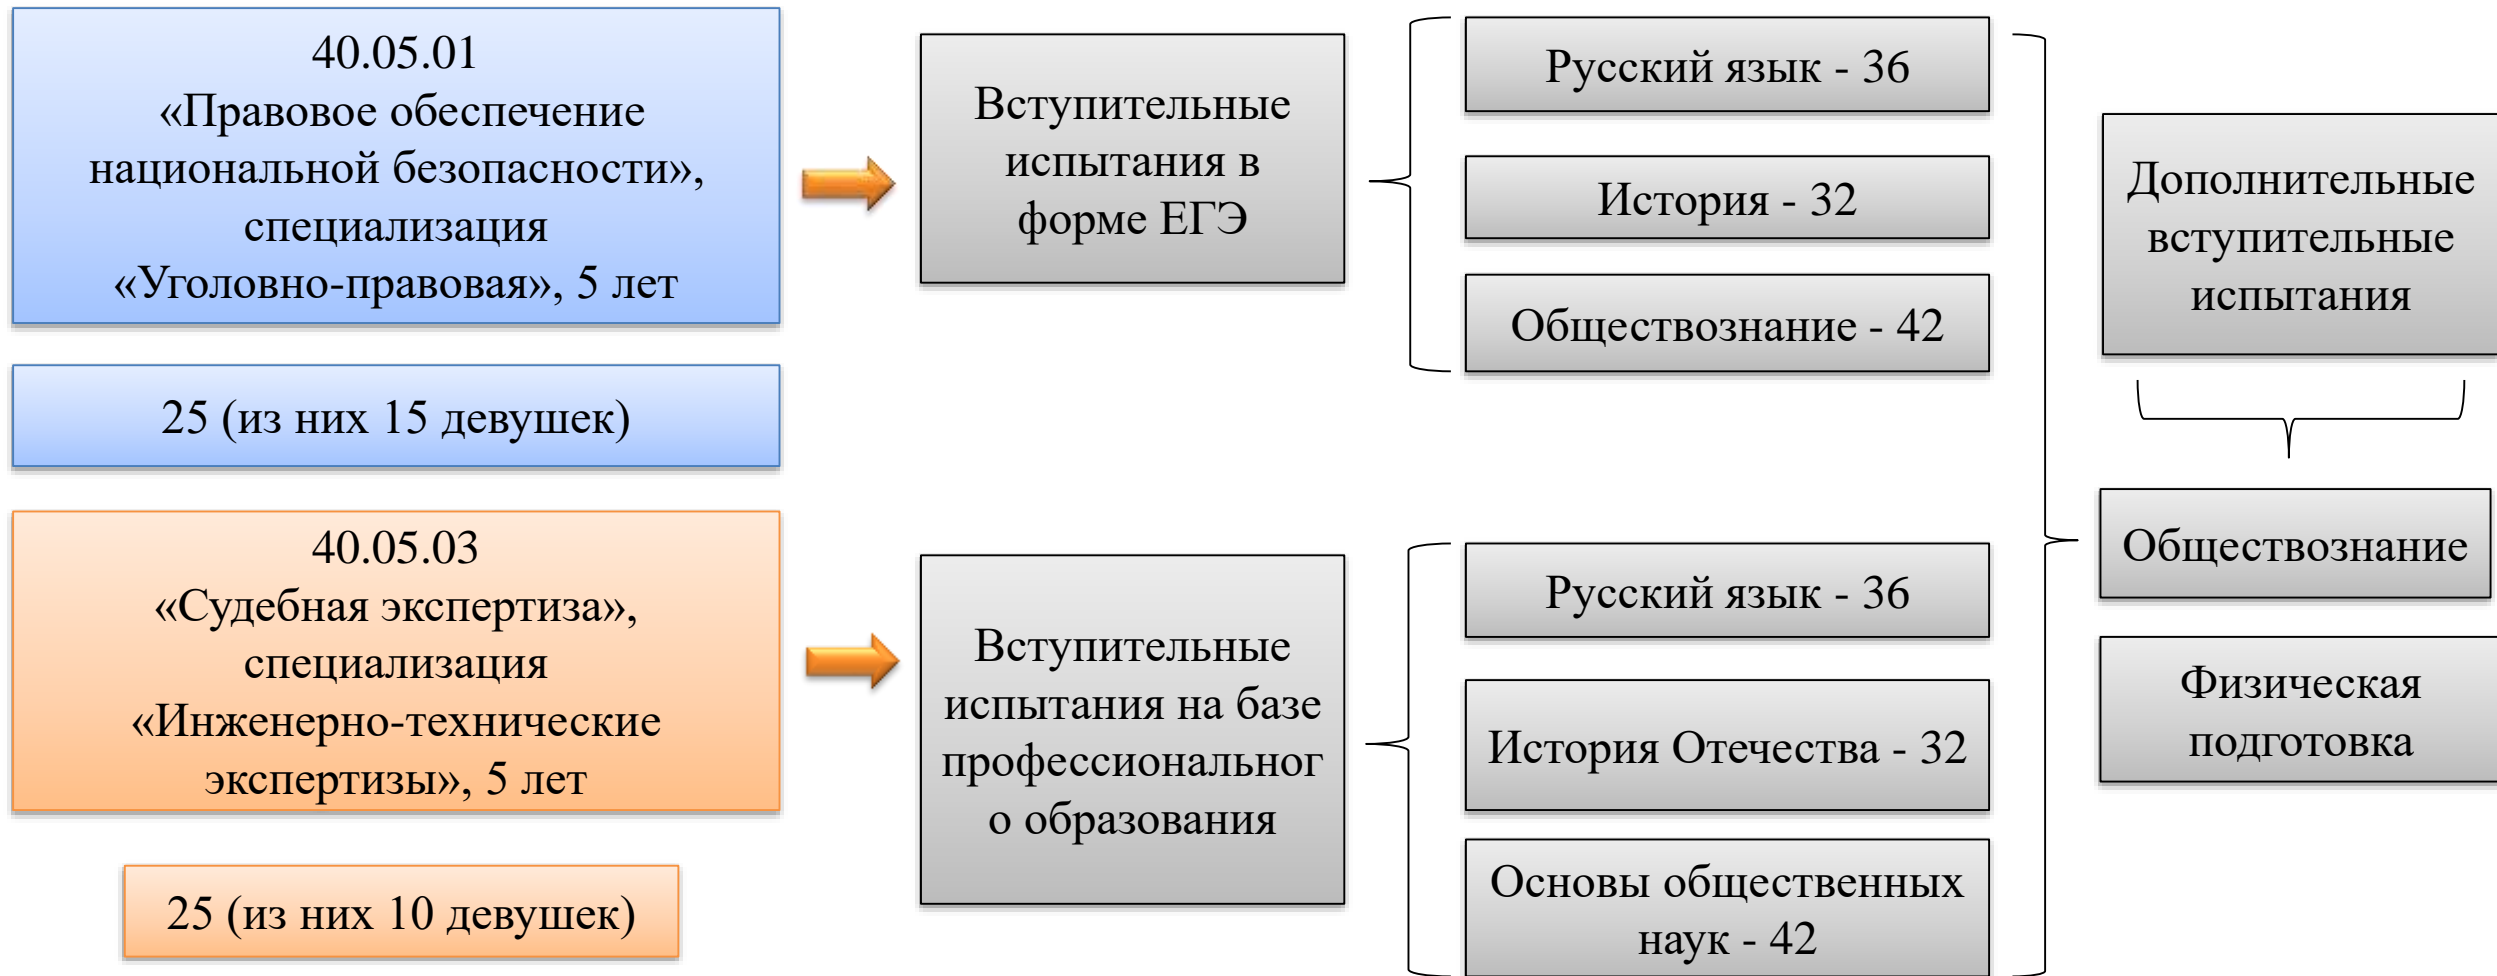 40.05.01
«Правовое обеспечение
национальной безопасности»,
специализация
«Уголовно-правовая», 5 лет
25 (из них 15 девушек)
40.05.03
«Судебная экспертиза»,
специализация
«Инженерно-технические
экспертизы», 5 лет
25 (из них 10 девушек)
Вступительные
испытания в
форме ЕГЭ
Русский язык - 36
История - 32
Обществознание - 42
Вступительные
испытания на базе
профессиональног
о образования
Русский язык - 36
История Отечества - 32
Основы общественных
наук - 42
Дополнительные
вступительные
испытания
Обществознание
Физическая
подготовка